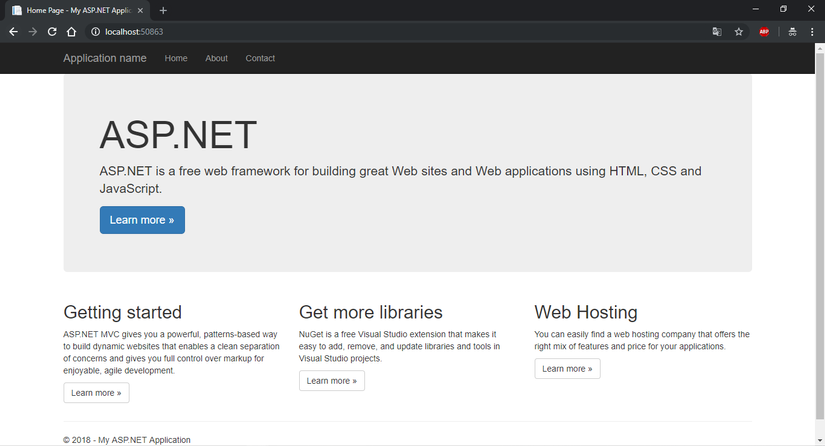 Home Page - My ASP.NET Applic
localhost:50863
ABP
Application name Home About Contact
ASP.NET
ASP.NET is a free web framework for building great Web sites and Web applications using HTML, CSS and
JavaScript.
Learn more »
Getting started
ASP.NET MVC gives you a powerful, patterns-based way
to build dynamic websites that enables a clean separation
of concerns and gives you full control over markup for
enjoyable, agile development.
Learn more »
Get more libraries
NuGet is a free Visual Studio extension that makes it
easy to add, remove, and update libraries and tools in
Visual Studio projects.
Learn more »
Web Hosting
You can easily find a web hosting company that offers the
right mix of features and price for your applications.
Learn more »
© 2018 - My ASP.NET Application